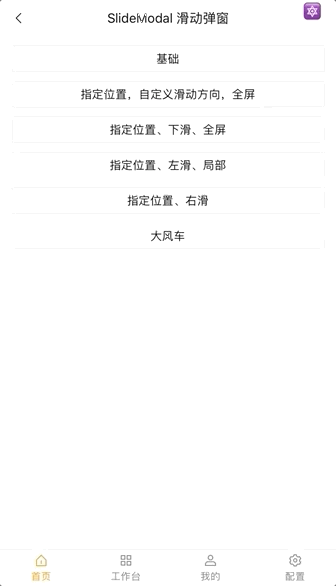 SlideModal 滑动弹窗
基础
指定位置，自定义滑动方向，全屏
指定位置、下滑、全屏
指定位置、左滑、局部
指定位置、右滑
大风车
首页 工作台 我的 配置